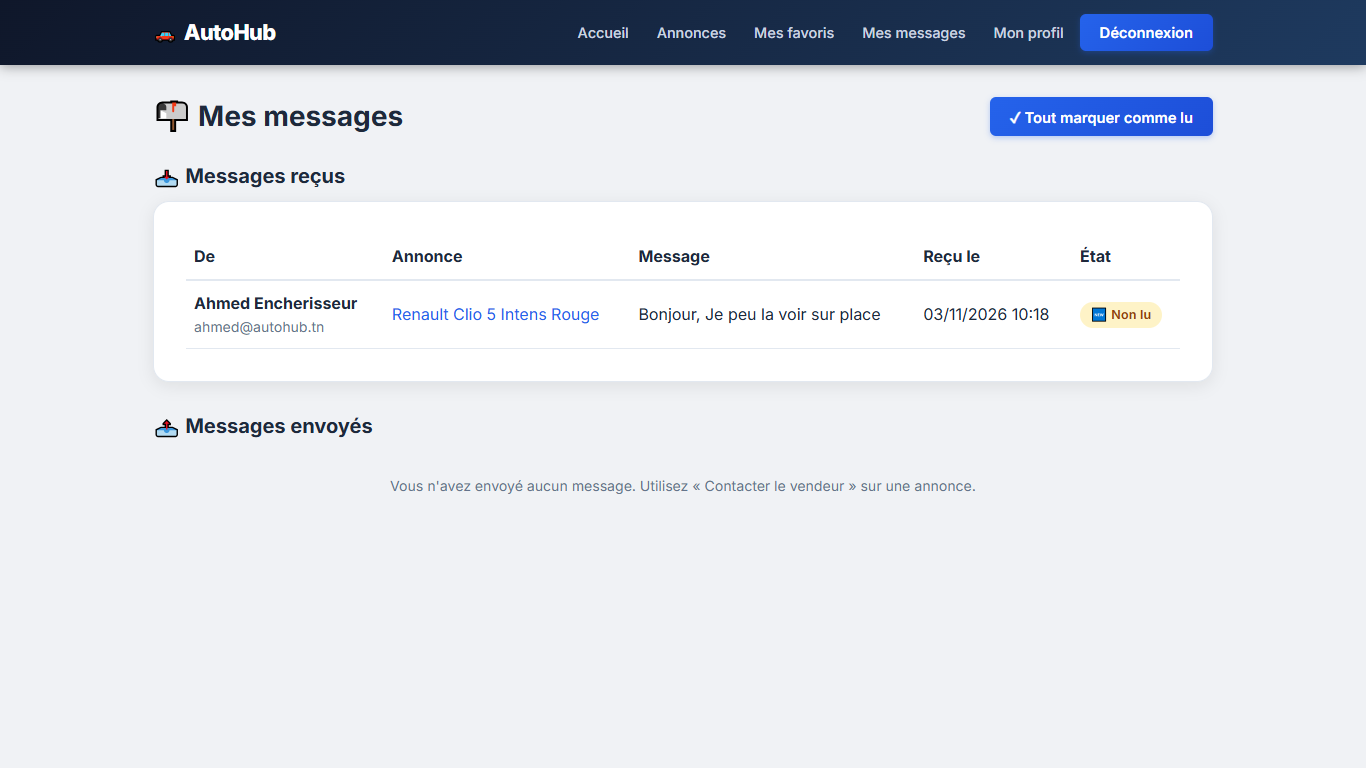 AutoHub
Accueil Annonces Mes favoris Mes messages Mon profil Déconnexion
Mes messages
✓ Tout marquer comme lu
Messages reçus
De Annonce Message Reçu le État
Ahmed Encherisseur
ahmed@autohub.tn
Renault Clio 5 Intens Rouge
Bonjour, Je peu la voir sur place
03/11/2026 10:18
Non lu
Messages envoyés
Vous n'avez envoyé aucun message. Utilisez « Contacter le vendeur » sur une annonce.